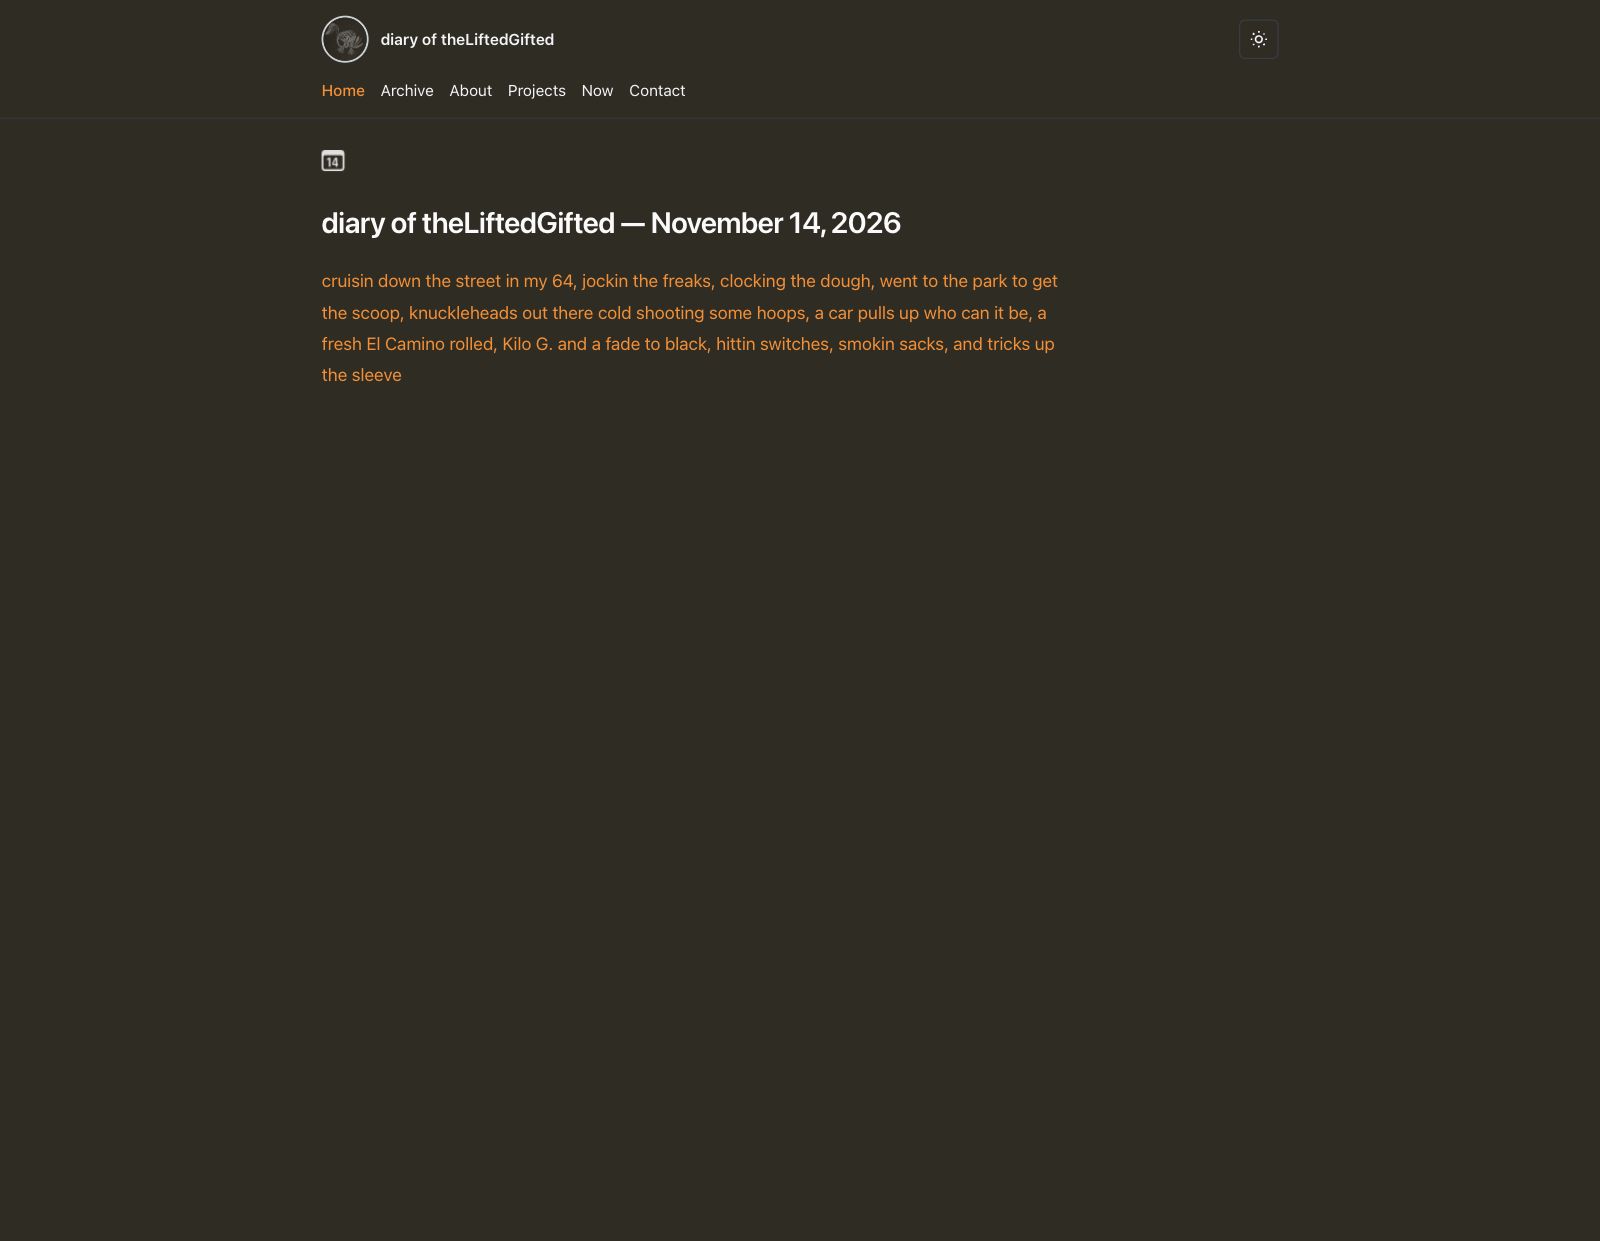 diary of theLiftedGifted
Home Archive About Projects Now Contact
14
diary of theLiftedGifted — November 14, 2026
cruisin down the street in my 64, jockin the freaks, clocking the dough, went to the park to get
the scoop, knuckleheads out there cold shooting some hoops, a car pulls up who can it be, a
fresh El Camino rolled, Kilo G. and a fade to black, hittin switches, smokin sacks, and tricks up
the sleeve